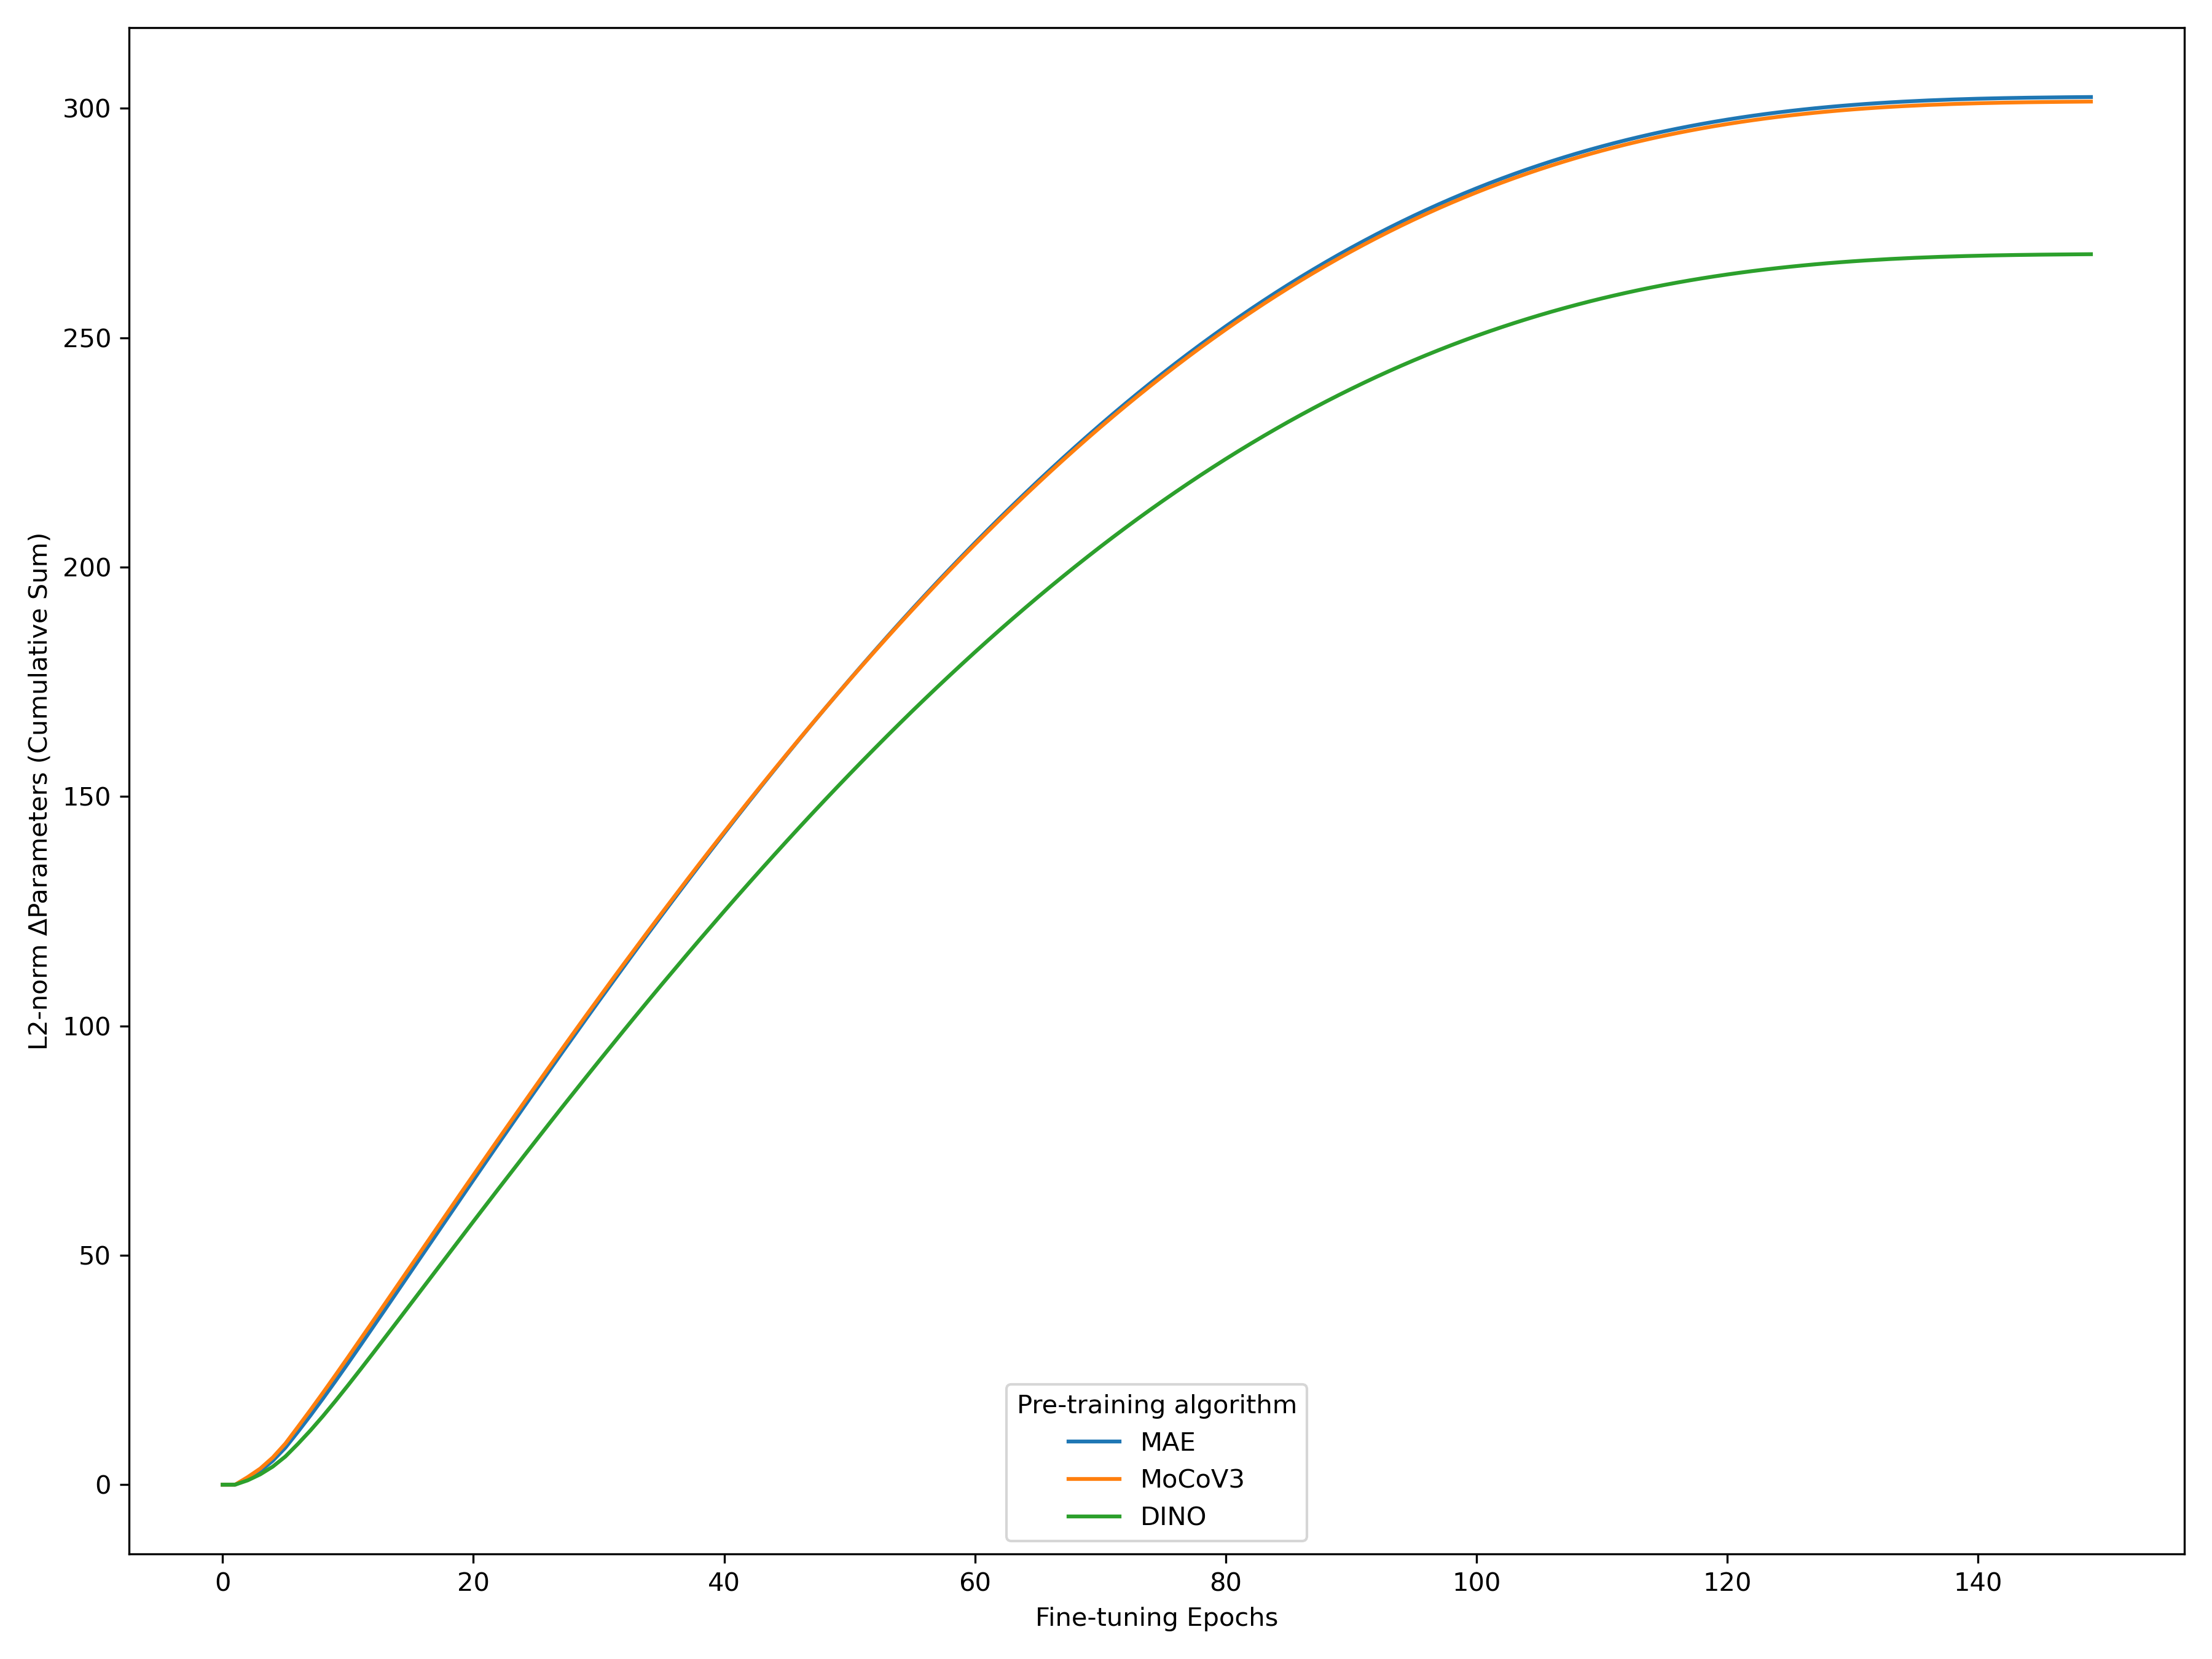 300
250
200
150
100
50
0
L2-norm ΔParameters (Cumulative Sum)
Pre-training algorithm
MAE
MoCoV3
DINO
0 20 40 60 80 100 120 140
Fine-tuning Epochs